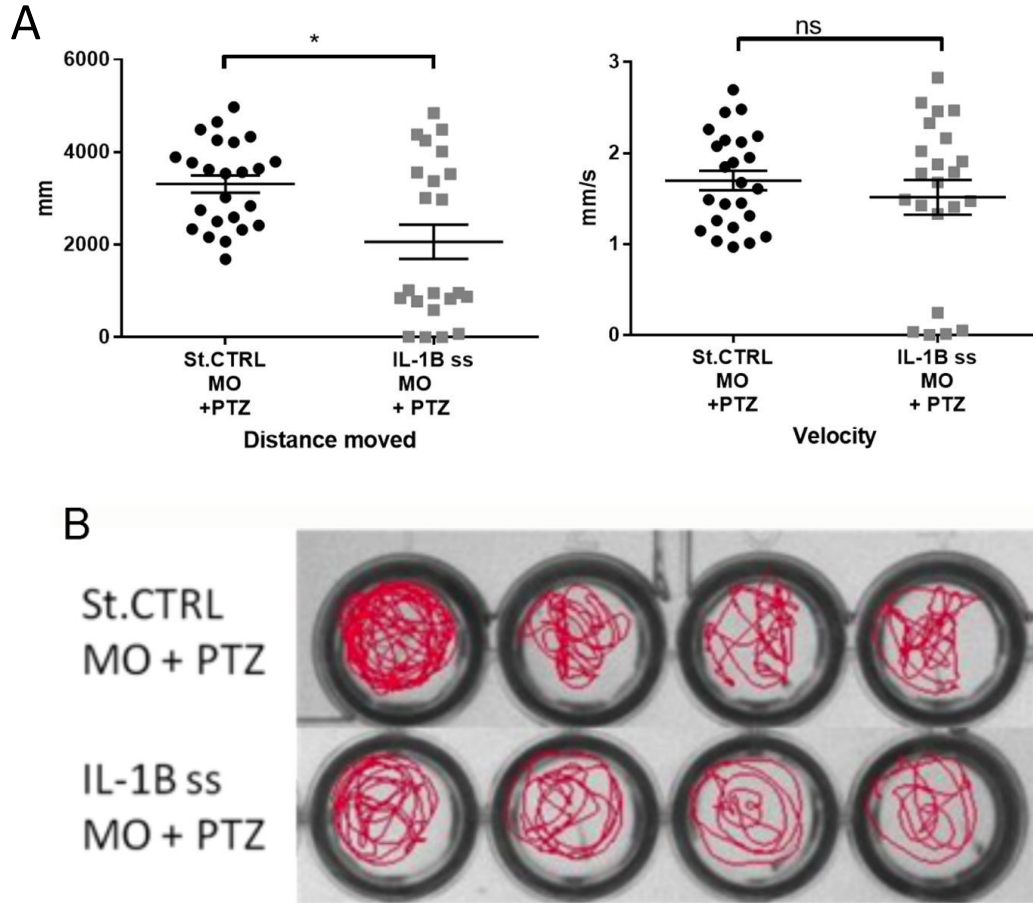 A
*
6000
4000
2000
0
mm
St.CTRL
MO
+PTZ
IL-1B ss
MO
+ PTZ
Distance moved
ns
3
2
1
0
mm/s
St.CTRL
MO
+PTZ
IL-1B ss
MO
+ PTZ
Velocity
B
St.CTRL
MO + PTZ
IL-1B ss
MO + PTZ